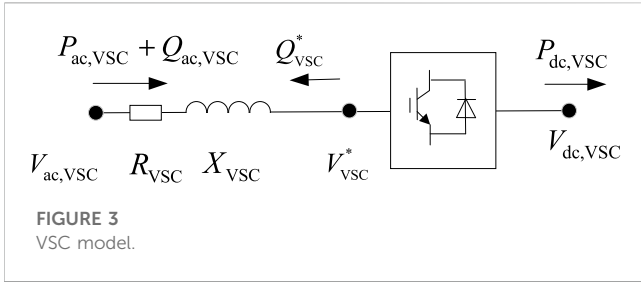 P_ac,VSC + Q_ac,VSC Q*_VSC P_dc,VSC
V_ac,VSC R_VSC X_VSC V*_VSC V_dc,VSC
FIGURE 3
VSC model.